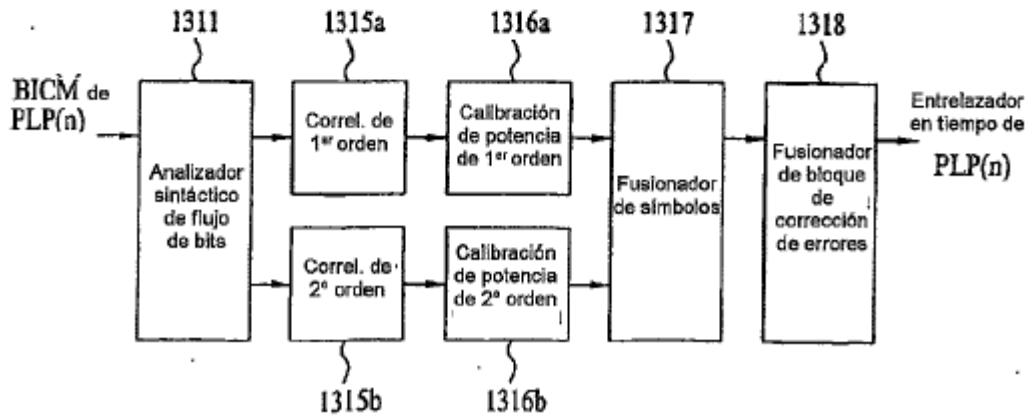 1311
1315a
1316a
1317
1318
BICM de
PLP(n)
Analizador
sintáctico
de flujo
de bits
Correl. de
1er orden
Calibración
de potencia
de 1er orden
Correl. de
2º orden
Calibración
de potencia
de 2º orden
Fusionador
de símbolos
Fusionador
de bloque
de
corrección
de errores
Entrelazador
en tiempo de
PLP(n)
1315b
1316b